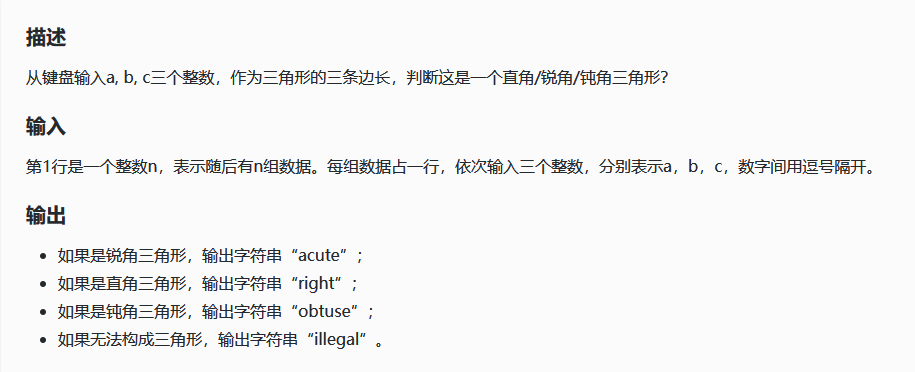 描述
从键盘输入a, b, c三个整数，作为三角形的三条边长，判断这是一个直角/锐角/钝角三角形？
输入
第1行是一个整数n，表示随后有n组数据。每组数据占一行，依次输入三个整数，分别表示a，b，c，数字间用逗号隔开。
输出
• 如果是锐角三角形，输出字符串“acute”；
• 如果是直角三角形，输出字符串“right”；
• 如果是钝角三角形，输出字符串“obtuse”；
• 如果无法构成三角形，输出字符串“illegal”。